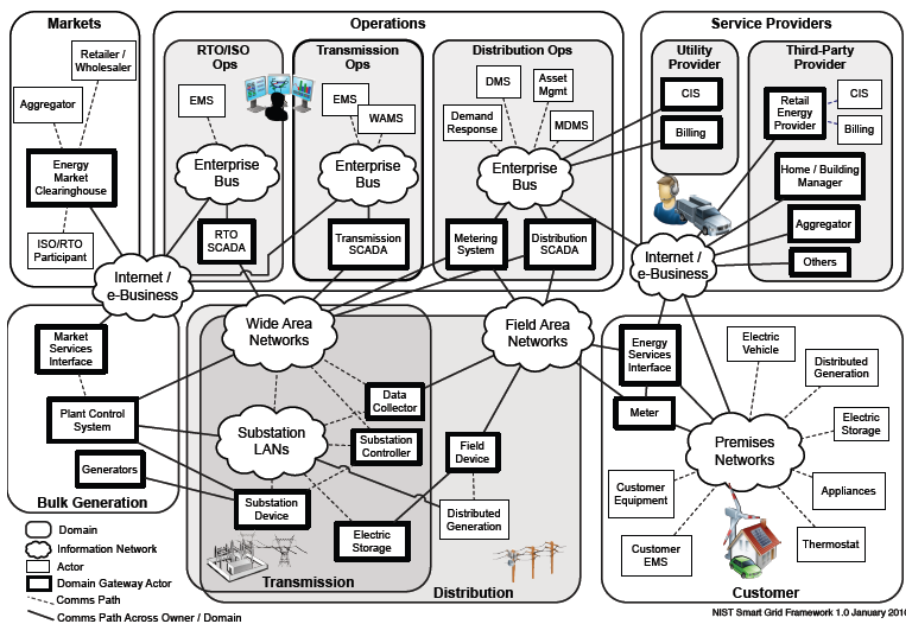 Markets
Operations
Service Providers
Retailer /
Wholesaler
Aggregator
Energy
Market
Clearinghouse
ISO/RTO
Participant
RTO/ISO
Ops
EMS
Enterprise
Bus
RTO
SCADA
Transmission
Ops
EMS
WAMS
Enterprise
Bus
Transmission
SCADA
Distribution Ops
DMS
Asset
Mgmt
Demand
Response
MDMS
Enterprise
Bus
Metering
System
Distribution
SCADA
Utility
Provider
CIS
Billing
Third-Party
Provider
Retail
Energy
Provider
CIS
Billing
Home / Building
Manager
Aggregator
Others
Internet /
e-Business
Internet /
e-Business
Market
Services
Interface
Plant Control
System
Generators
Bulk Generation
Wide Area
Networks
Field Area
Networks
Data
Collector
Substation
LANs
Substation
Controller
Field
Device
Substation
Device
Electric
Storage
Distributed
Generation
Transmission
Distribution
Energy
Services
Interface
Meter
Electric
Vehicle
Distributed
Generation
Electric
Storage
Premises
Networks
Customer
Equipment
Appliances
Customer
EMS
Thermostat
Customer
Domain
Information Network
Actor
Domain Gateway Actor
Comms Path
Comms Path Across Owner / Domain
NIST Smart Grid Framework 1.0 January 2010